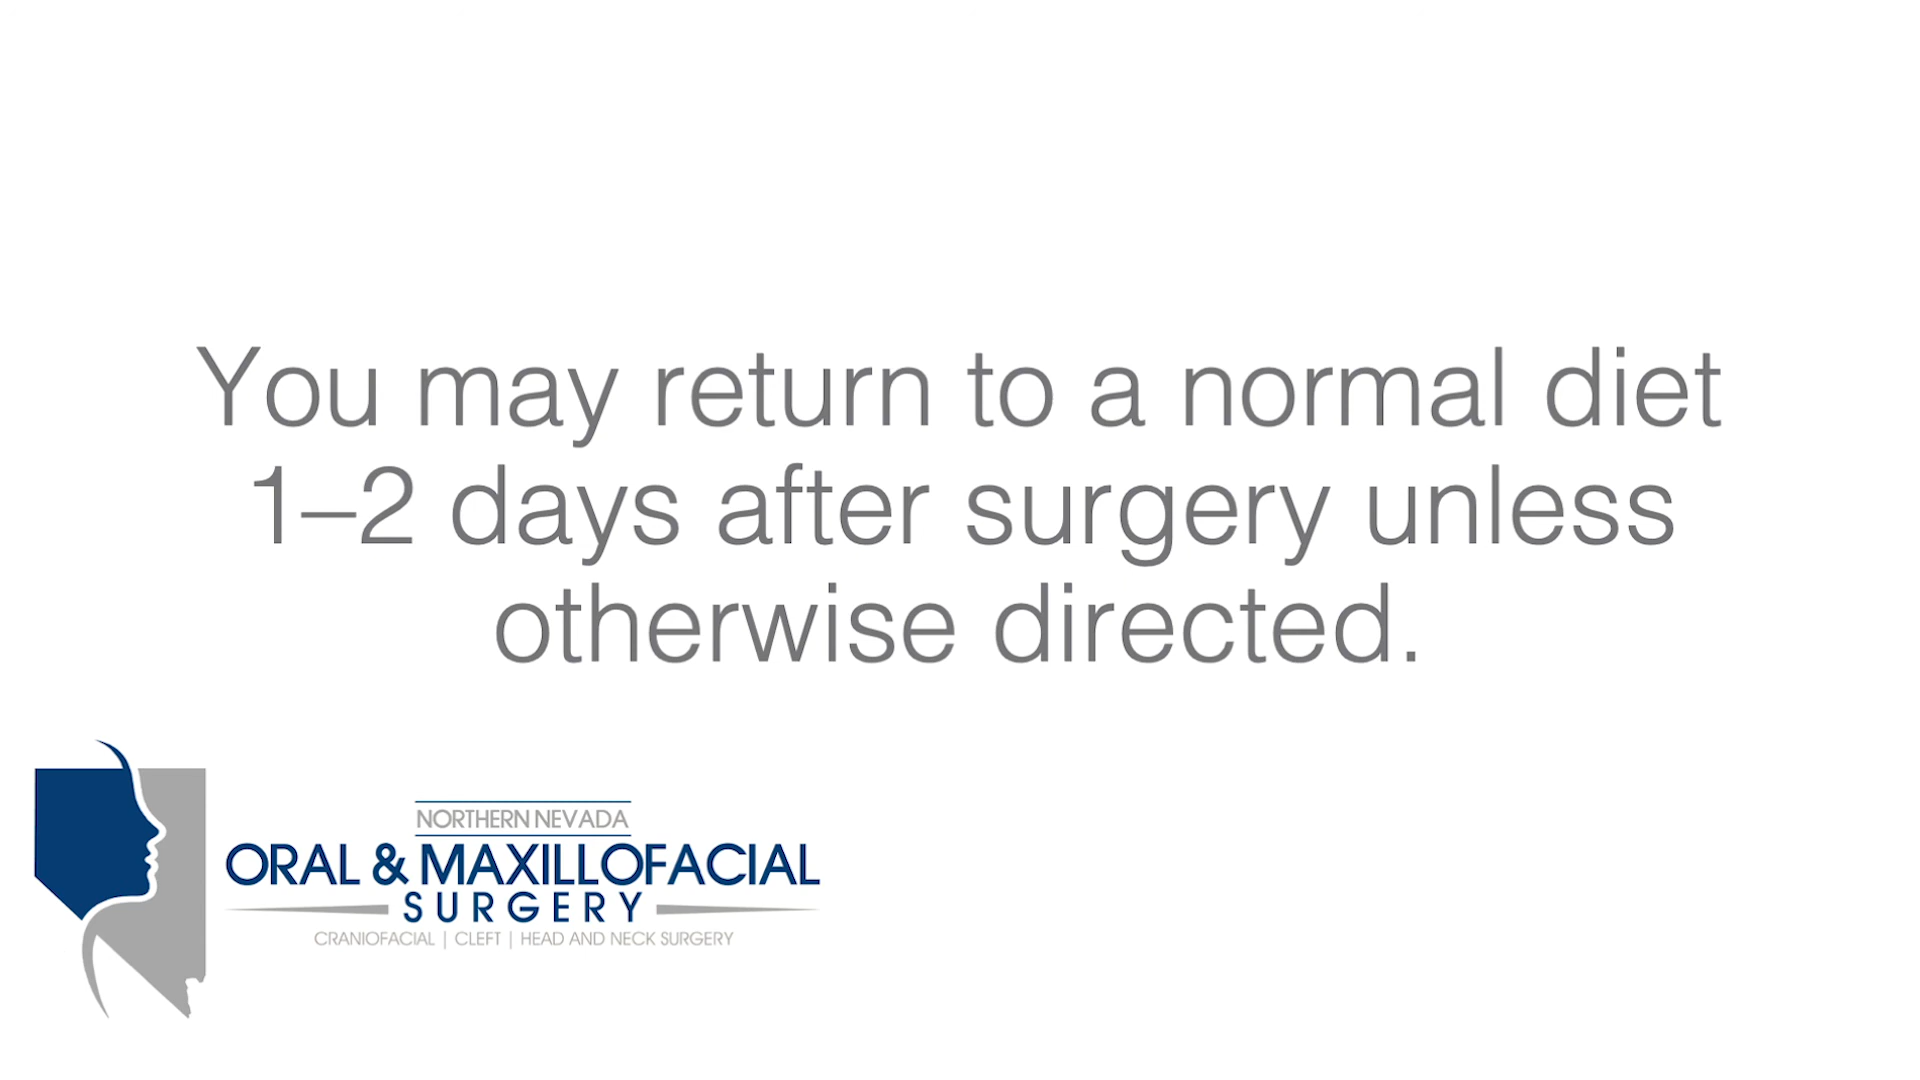 You may return to a normal diet
1–2 days after surgery unless
otherwise directed.
NORTHERN NEVADA
ORAL & MAXILLOFACIAL
SURGERY
CRANIOFACIAL | CLEFT | HEAD AND NECK SURGERY